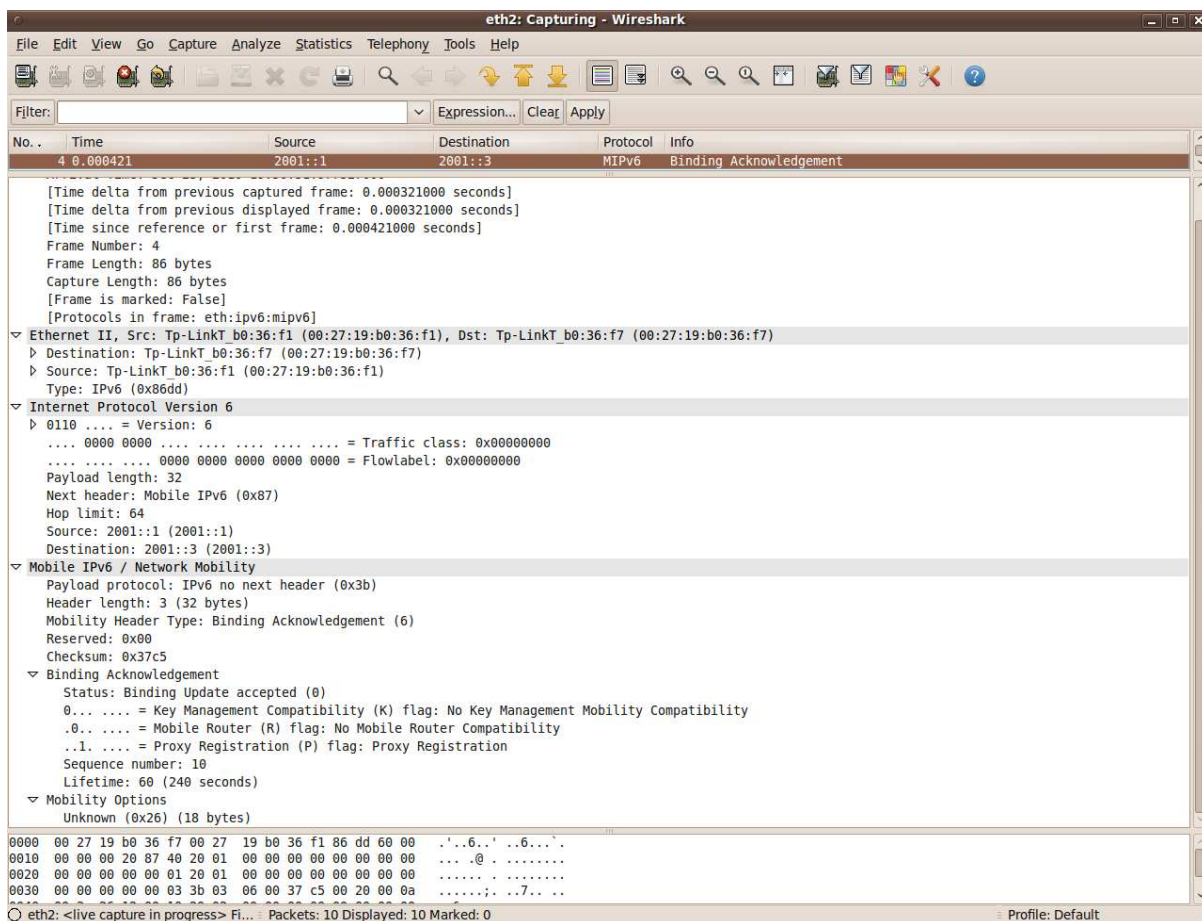 eth2: Capturing - Wireshark
File Edit View Go Capture Analyze Statistics Telephony Tools Help
Filter: Expression... Clear Apply
No. . Time Source Destination Protocol Info
4 0.000421 2001::1 2001::3 MIPv6 Binding Acknowledgement
[Time delta from previous captured frame: 0.000321000 seconds]
[Time delta from previous displayed frame: 0.000321000 seconds]
[Time since reference or first frame: 0.000421000 seconds]
Frame Number: 4
Frame Length: 86 bytes
Capture Length: 86 bytes
[Frame is marked: False]
[Protocols in frame: eth:ipv6:mipv6]
Ethernet II, Src: Tp-LinkT_b0:36:f1 (00:27:19:b0:36:f1), Dst: Tp-LinkT_b0:36:f7 (00:27:19:b0:36:f7)
Destination: Tp-LinkT_b0:36:f7 (00:27:19:b0:36:f7)
Source: Tp-LinkT_b0:36:f1 (00:27:19:b0:36:f1)
Type: IPv6 (0x86dd)
Internet Protocol Version 6
0110 .... = Version: 6
.... 0000 0000 .... .... .... .... .... = Traffic class: 0x00000000
.... .... .... 0000 0000 0000 0000 0000 = Flowlabel: 0x00000000
Payload length: 32
Next header: Mobile IPv6 (0x87)
Hop limit: 64
Source: 2001::1 (2001::1)
Destination: 2001::3 (2001::3)
Mobile IPv6 / Network Mobility
Payload protocol: IPv6 no next header (0x3b)
Header length: 3 (32 bytes)
Mobility Header Type: Binding Acknowledgement (6)
Reserved: 0x00
Checksum: 0x37c5
Binding Acknowledgement
Status: Binding Update accepted (0)
0... .... = Key Management Compatibility (K) flag: No Key Management Mobility Compatibility
.0.. .... = Mobile Router (R) flag: No Mobile Router Compatibility
..1. .... = Proxy Registration (P) flag: Proxy Registration
Sequence number: 10
Lifetime: 60 (240 seconds)
Mobility Options
Unknown (0x26) (18 bytes)
0000 00 27 19 b0 36 f7 00 27 19 b0 36 f1 86 dd 60 00 .'..6..' ..6...`.
0010 00 00 00 20 87 40 20 01 00 00 00 00 00 00 00 00 ... .@ . ........
0020 00 00 00 00 00 01 20 01 00 00 00 00 00 00 00 00 ...... . ........
0030 00 00 00 00 00 03 3b 03 06 00 37 c5 00 20 00 0a ......;. ..7.. ..
eth2: <live capture in progress> Fi... Packets: 10 Displayed: 10 Marked: 0 Profile: Default